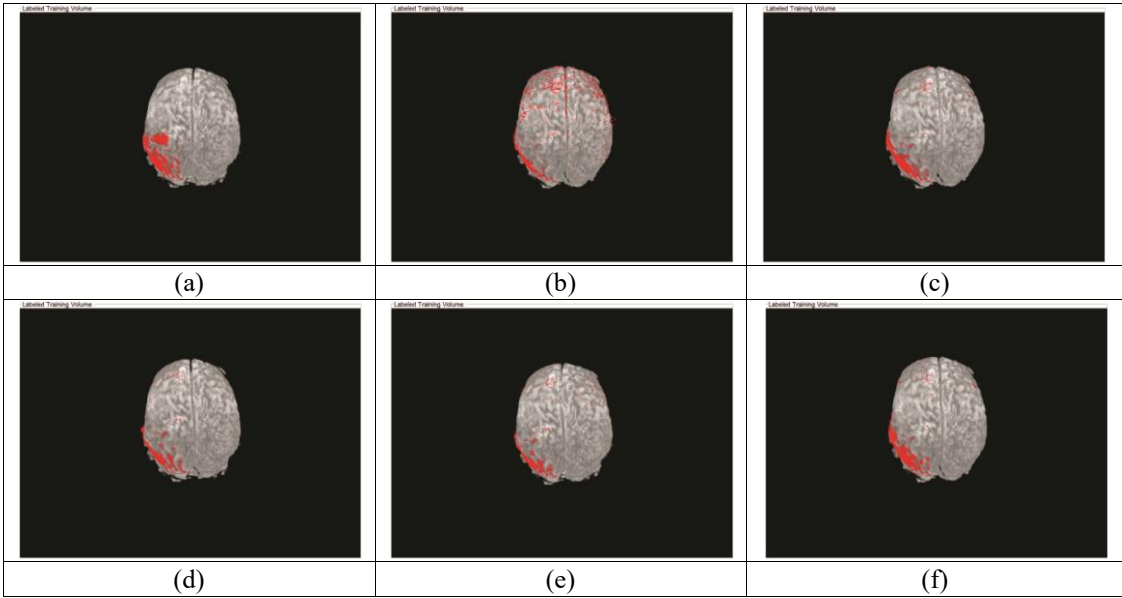 Labeled Training Volume
Labeled Training Volume
Labeled Training Volume
(a)
(b)
(c)
Labeled Training Volume
Labeled Training Volume
Labeled Training Volume
(d)
(e)
(f)